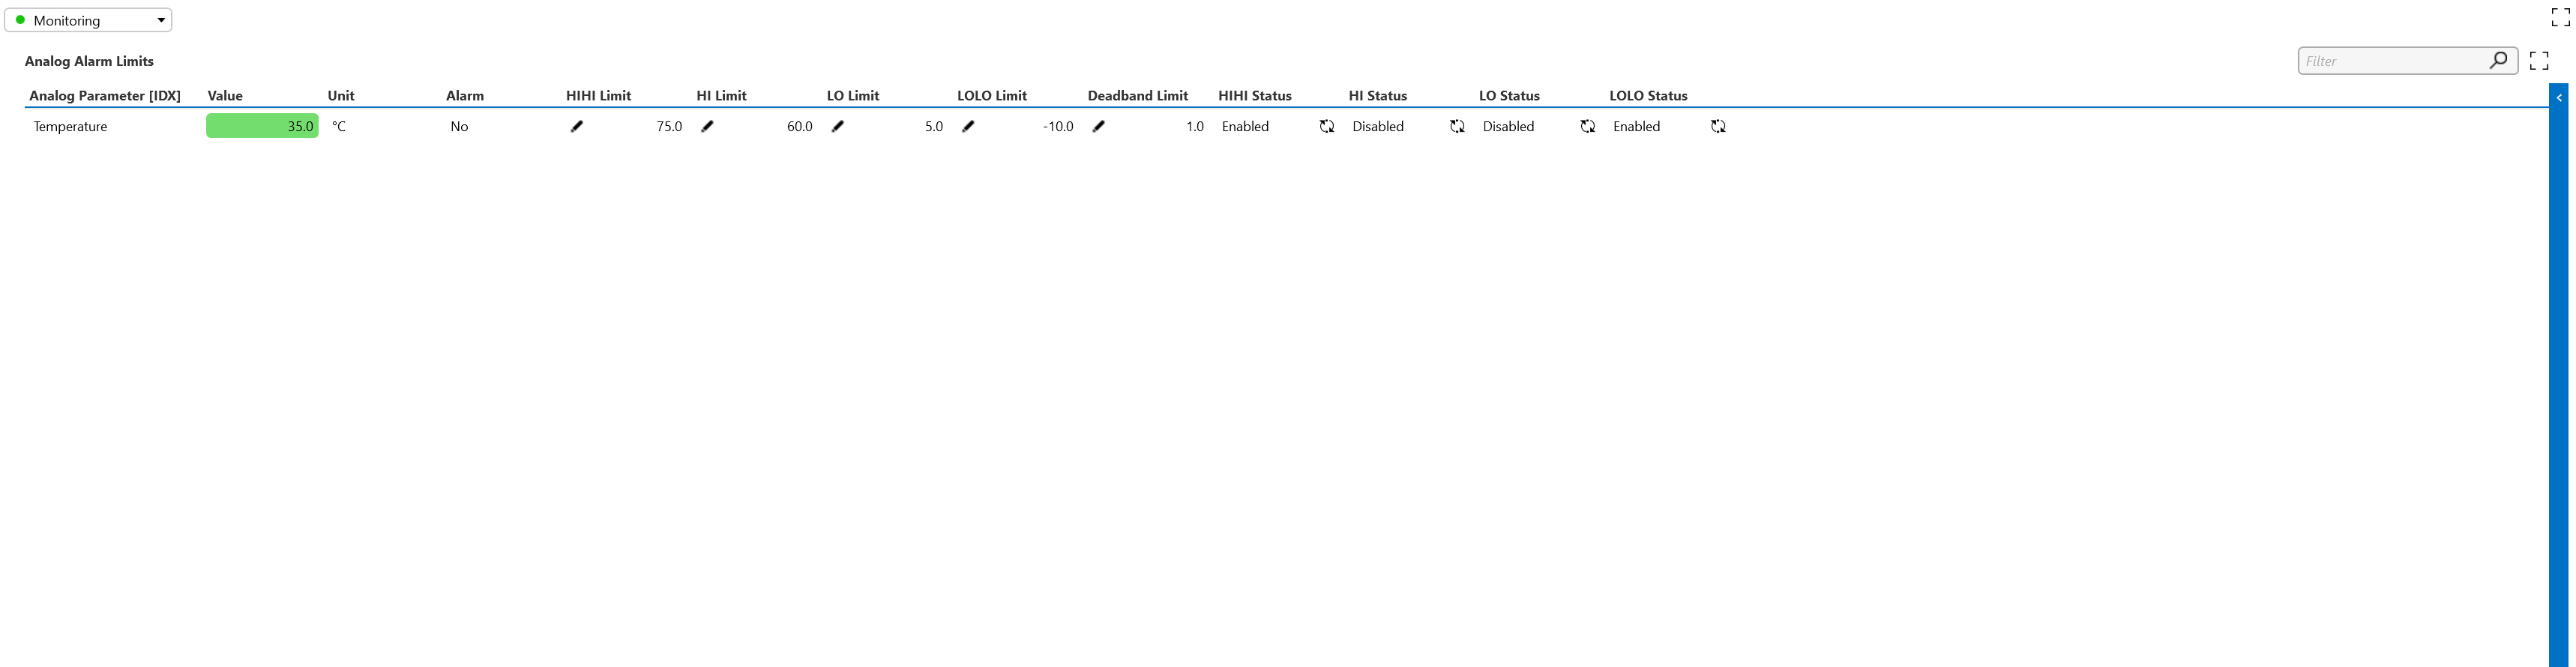 Monitoring
Analog Alarm Limits
Filter
Analog Parameter [IDX] Value Unit Alarm HIHI Limit HI Limit LO Limit LOLO Limit Deadband Limit HIHI Status HI Status LO Status LOLO Status
Temperature 35.0 °C No 75.0 60.0 5.0 -10.0 1.0 Enabled Disabled Disabled Enabled